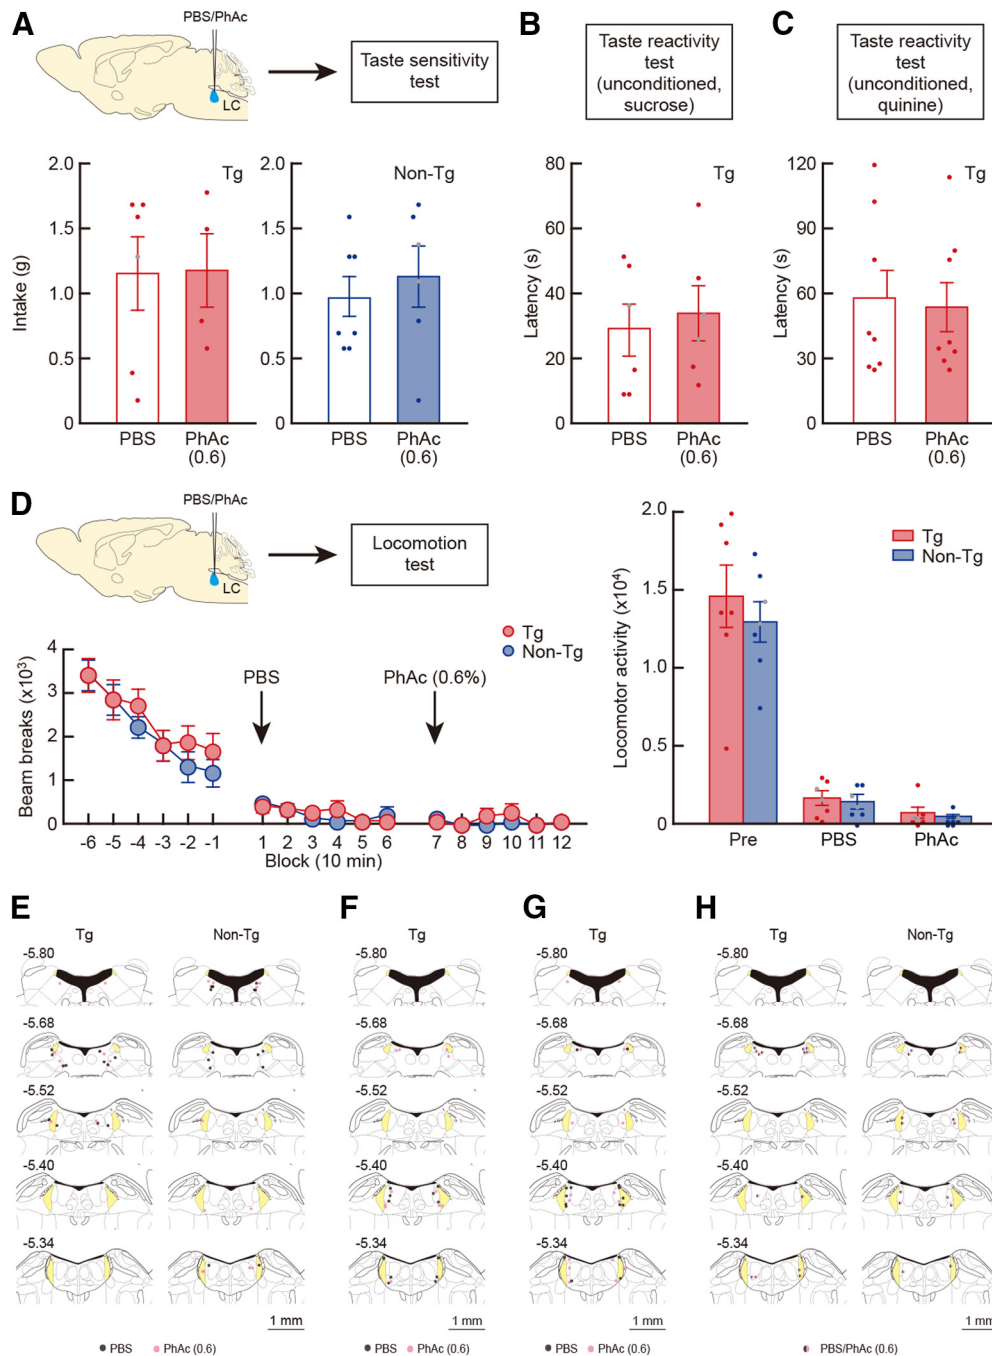 A
PBS/PhAc
LC
Taste sensitivity
test
B
Taste reactivity
test
(unconditioned,
sucrose)
C
Taste reactivity
test
(unconditioned,
quinine)
2.0
1.5
1.0
0.5
0
Intake (g)
Tg
PBS
PhAc
(0.6)
2.0
1.5
1.0
0.5
0
Non-Tg
PBS
PhAc
(0.6)
80
60
40
20
0
Latency (s)
Tg
PBS
PhAc
(0.6)
120
90
60
30
0
Latency (s)
Tg
PBS
PhAc
(0.6)
D
PBS/PhAc
LC
Locomotion
test
Tg
Non-Tg
4
3
2
1
0
Beam breaks (x10³)
PBS
PhAc (0.6%)
-6 -5 -4 -3 -2 -1 1 2 3 4 5 6 7 8 9 10 11 12
Block (10 min)
2.0
1.5
1.0
0.5
0
Locomotor activity (x10⁴)
Tg
Non-Tg
Pre PBS PhAc
E
Tg Non-Tg
-5.80
-5.68
-5.52
-5.40
-5.34
1 mm
PBS PhAc (0.6)
F
Tg
-5.80
-5.68
-5.52
-5.40
-5.34
1 mm
PBS PhAc (0.6)
G
Tg
-5.80
-5.68
-5.52
-5.40
-5.34
1 mm
PBS PhAc (0.6)
H
Tg Non-Tg
-5.80
-5.68
-5.52
-5.40
-5.34
1 mm
PBS/PhAc (0.6)